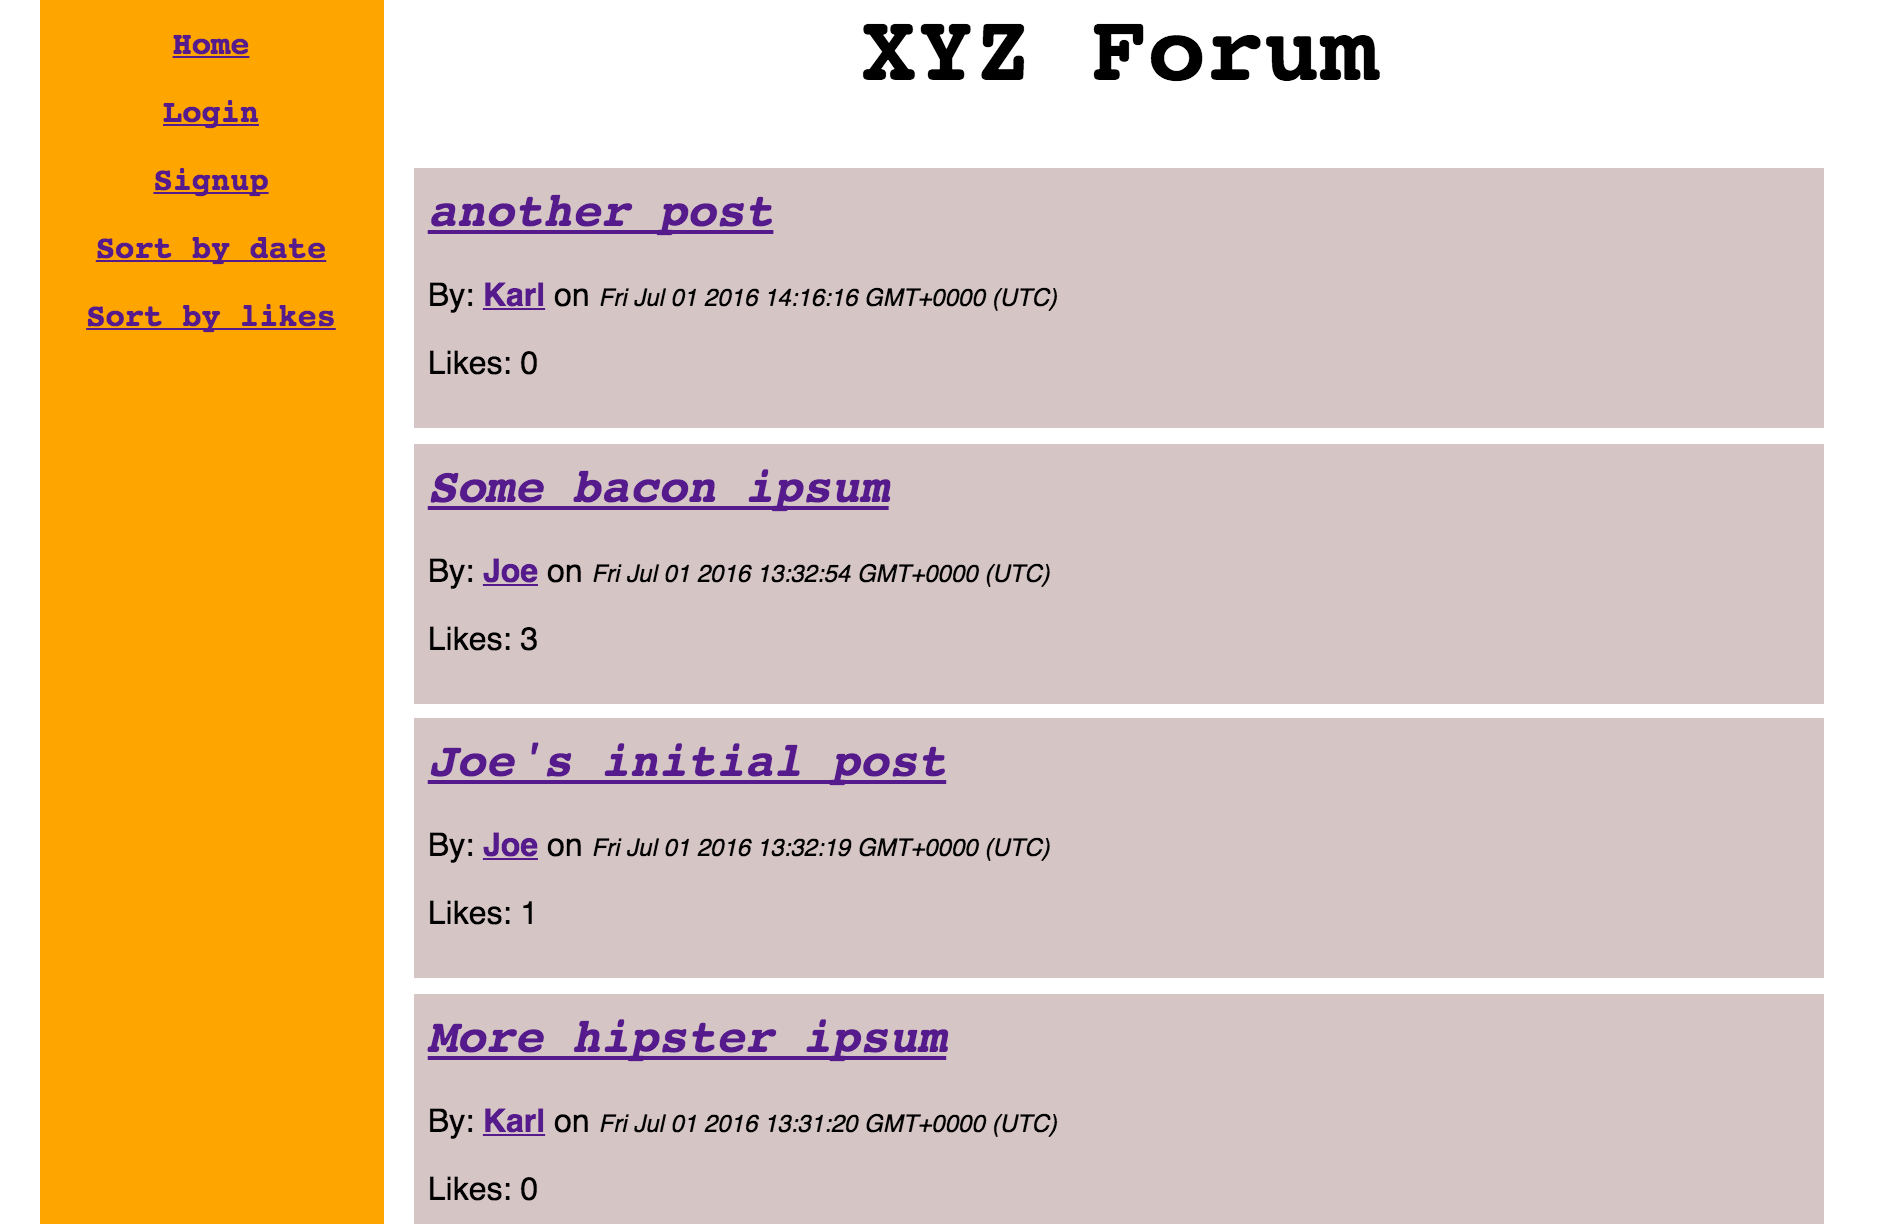 Home
Login
Signup
Sort by date
Sort by likes
XYZ Forum
another post
By: Karl on Fri Jul 01 2016 14:16:16 GMT+0000 (UTC)
Likes: 0
Some bacon ipsum
By: Joe on Fri Jul 01 2016 13:32:54 GMT+0000 (UTC)
Likes: 3
Joe's initial post
By: Joe on Fri Jul 01 2016 13:32:19 GMT+0000 (UTC)
Likes: 1
More hipster ipsum
By: Karl on Fri Jul 01 2016 13:31:20 GMT+0000 (UTC)
Likes: 0